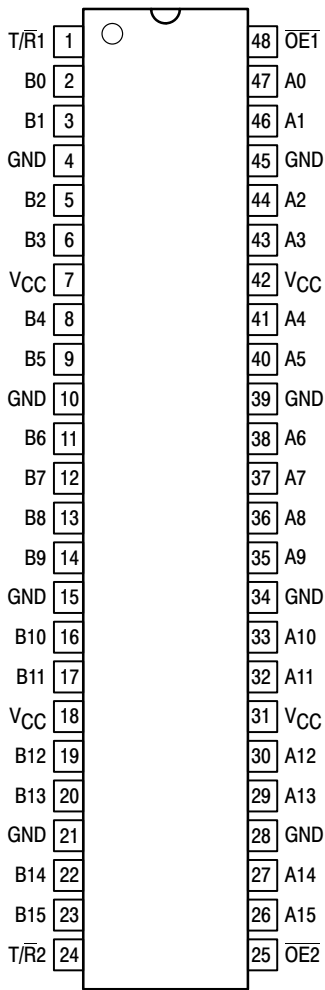 T/R̅1 1 48 O̅E̅1̅
B0 2 47 A0
B1 3 46 A1
GND 4 45 GND
B2 5 44 A2
B3 6 43 A3
VCC 7 42 VCC
B4 8 41 A4
B5 9 40 A5
GND 10 39 GND
B6 11 38 A6
B7 12 37 A7
B8 13 36 A8
B9 14 35 A9
GND 15 34 GND
B10 16 33 A10
B11 17 32 A11
VCC 18 31 VCC
B12 19 30 A12
B13 20 29 A13
GND 21 28 GND
B14 22 27 A14
B15 23 26 A15
T/R̅2 24 25 O̅E̅2̅